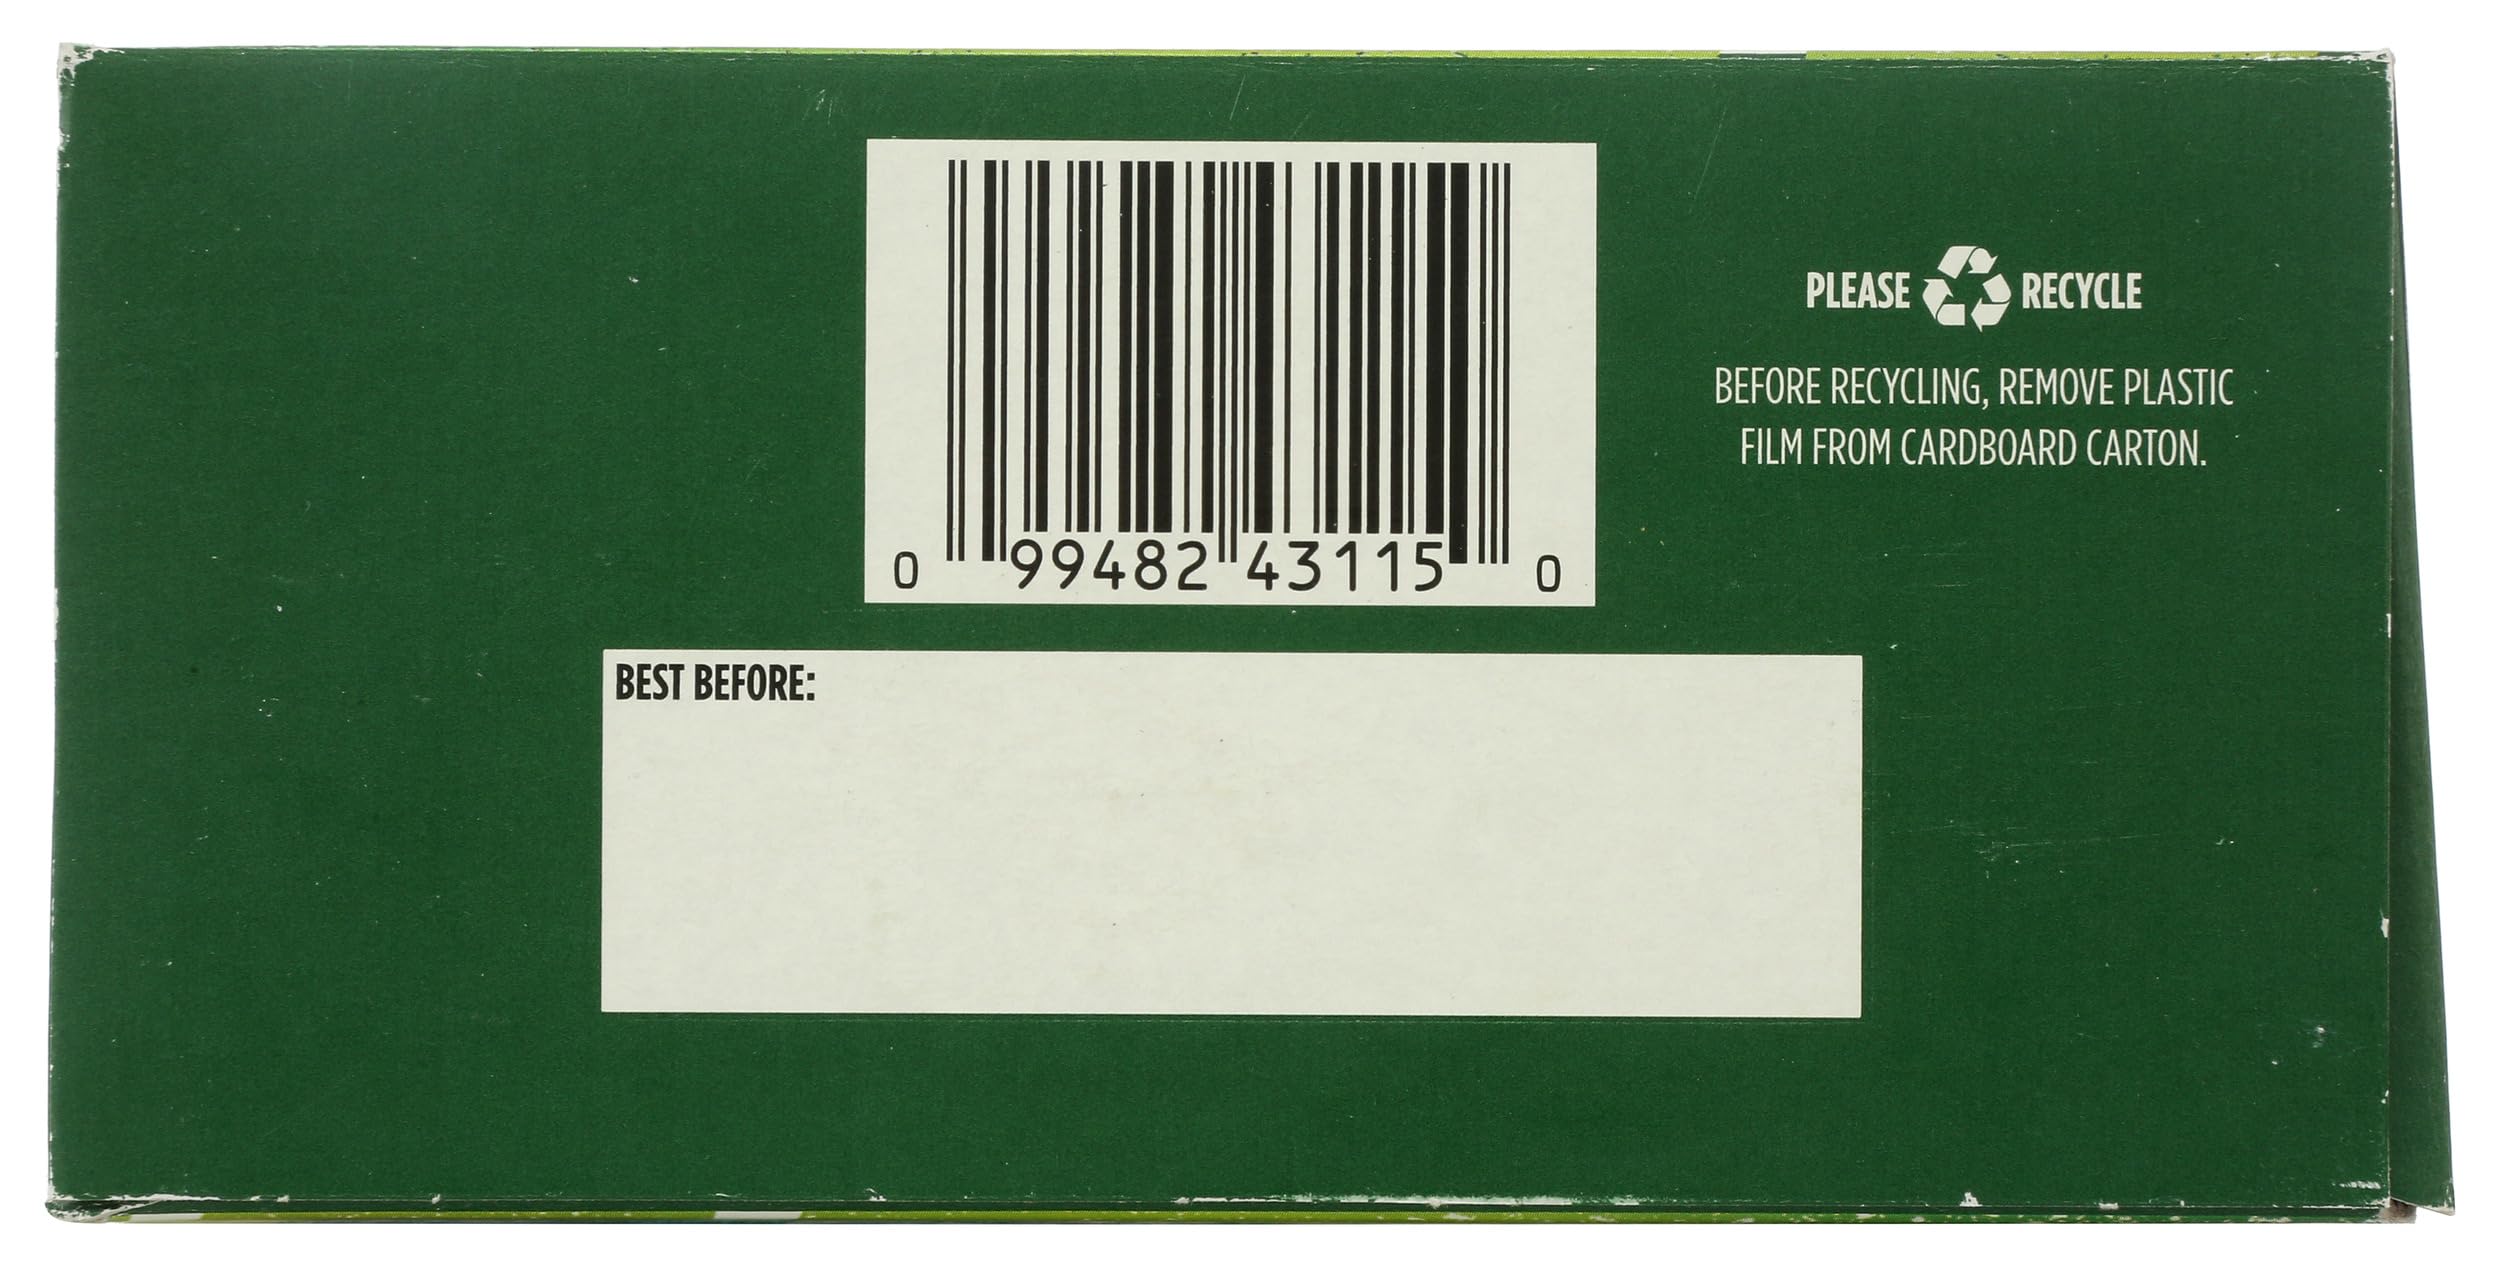 PLEASE RECYCLE
BEFORE RECYCLING, REMOVE PLASTIC
FILM FROM CARDBOARD CARTON.
0 99482 43115 0
BEST BEFORE: